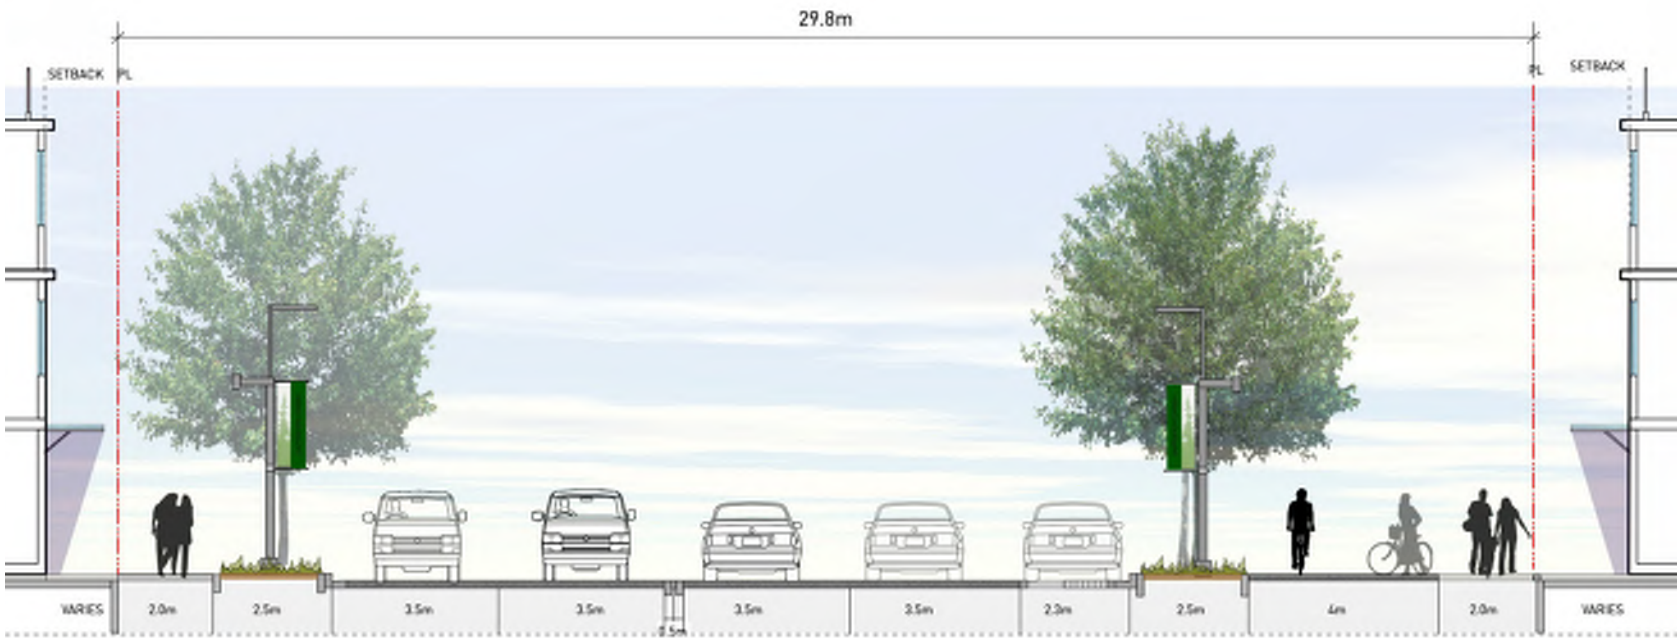 29.8m
SETBACK PL
PL SETBACK
VARIES 2.0m 2.5m 3.5m 3.5m 3.5m 3.5m 2.3m 2.5m 4m 2.0m VARIES
0.5m